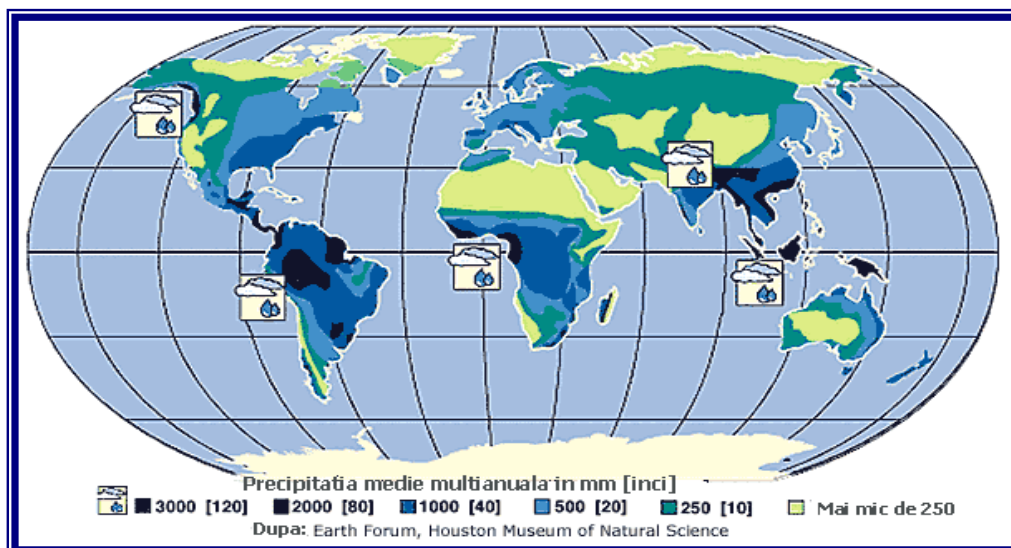 Precipitatia medie multianuala in mm [inci]
3000 [120] 2000 [80] 1000 [40] 500 [20] 250 [10] Mai mic de 250
Dupa: Earth Forum, Houston Museum of Natural Science